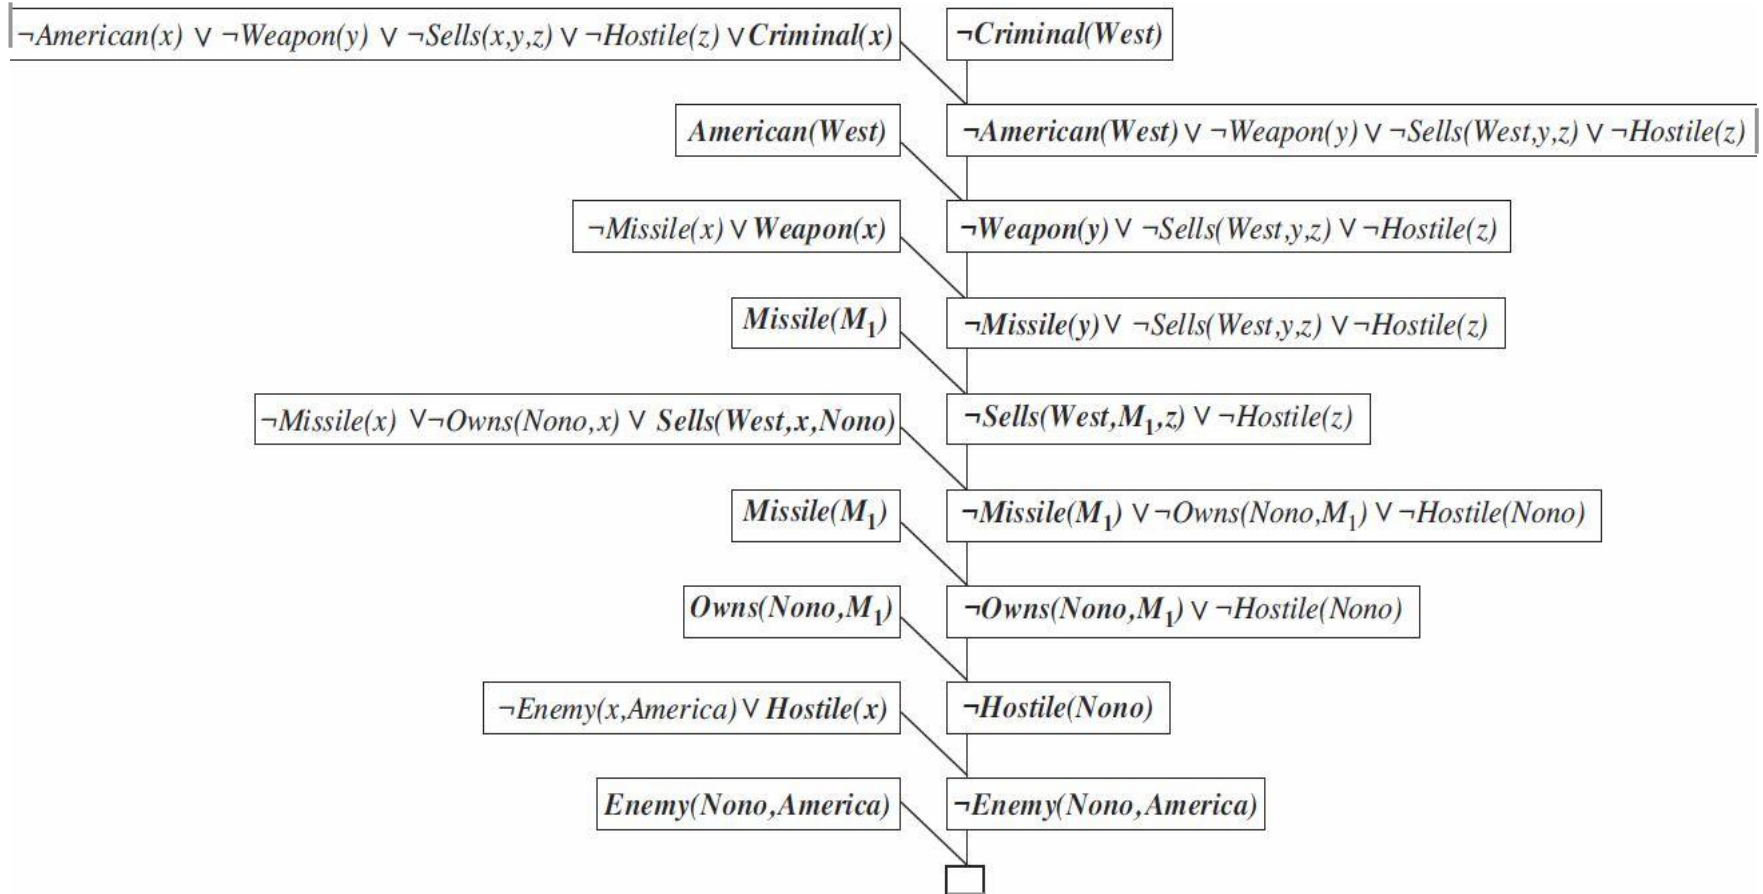 ¬American(x) ∨ ¬Weapon(y) ∨ ¬Sells(x,y,z) ∨ ¬Hostile(z) ∨ Criminal(x)
¬Criminal(West)
American(West)
¬American(West) ∨ ¬Weapon(y) ∨ ¬Sells(West,y,z) ∨ ¬Hostile(z)
¬Missile(x) ∨ Weapon(x)
¬Weapon(y) ∨ ¬Sells(West,y,z) ∨ ¬Hostile(z)
Missile(M₁)
¬Missile(y) ∨ ¬Sells(West,y,z) ∨ ¬Hostile(z)
¬Missile(x) ∨ ¬Owns(Nono,x) ∨ Sells(West,x,Nono)
¬Sells(West,M₁,z) ∨ ¬Hostile(z)
Missile(M₁)
¬Missile(M₁) ∨ ¬Owns(Nono,M₁) ∨ ¬Hostile(Nono)
Owns(Nono,M₁)
¬Owns(Nono,M₁) ∨ ¬Hostile(Nono)
¬Enemy(x,America) ∨ Hostile(x)
¬Hostile(Nono)
Enemy(Nono,America)
¬Enemy(Nono,America)